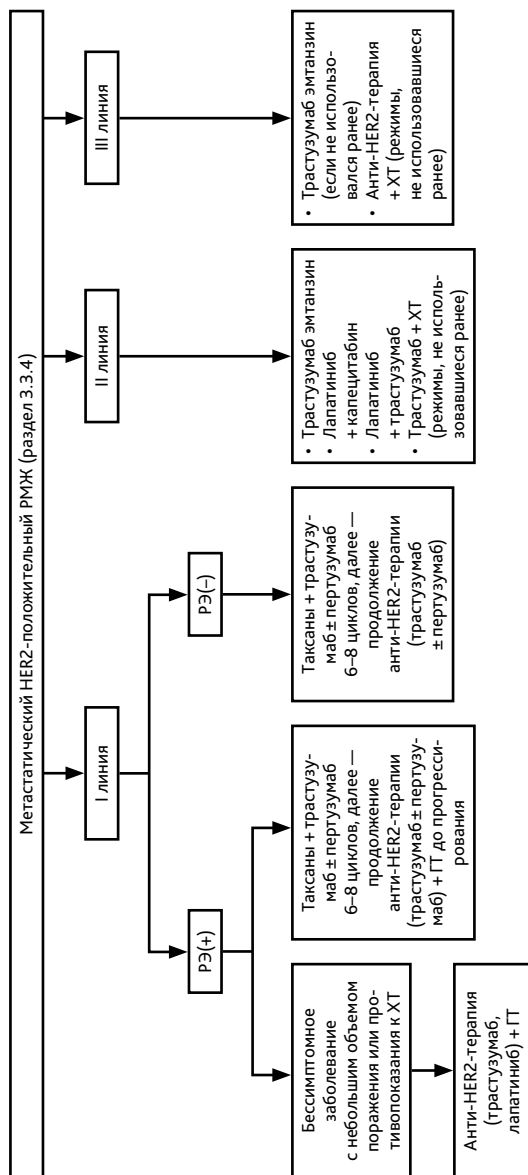 Метастатический HER2-положительный РМЖ (раздел 3.3.4)
I линия
РЭ(+)
Бессимптомное
заболевание
с небольшим объемом
поражения или про-
тивопоказания к ХТ
Анти-HER2-терапия
(трастузумаб,
лапатиниб) + ГТ
Таксаны + трастузу-
маб ± пертузумаб
6–8 циклов, далее —
продолжение
анти-HER2-терапии
(трастузумаб ± пертузу-
маб) + ГТ до прогресси-
рования
РЭ(−)
Таксаны + трастузу-
маб ± пертузумаб
6–8 циклов, далее —
продолжение
анти-HER2-терапии
(трастузумаб
± пертузумаб)
II линия
• Трастузумаб эмтанзин
• Лапатиниб
+ капецитабин
• Лапатиниб
+ трастузумаб
• Трастузумаб + ХТ
(режимы, не исполь-
зовавшиеся ранее)
III линия
• Трастузумаб эмтанзин
(если не использо-
вался ранее)
• Анти-HER2-терапия
+ ХТ (режимы,
не использовавшиеся
ранее)